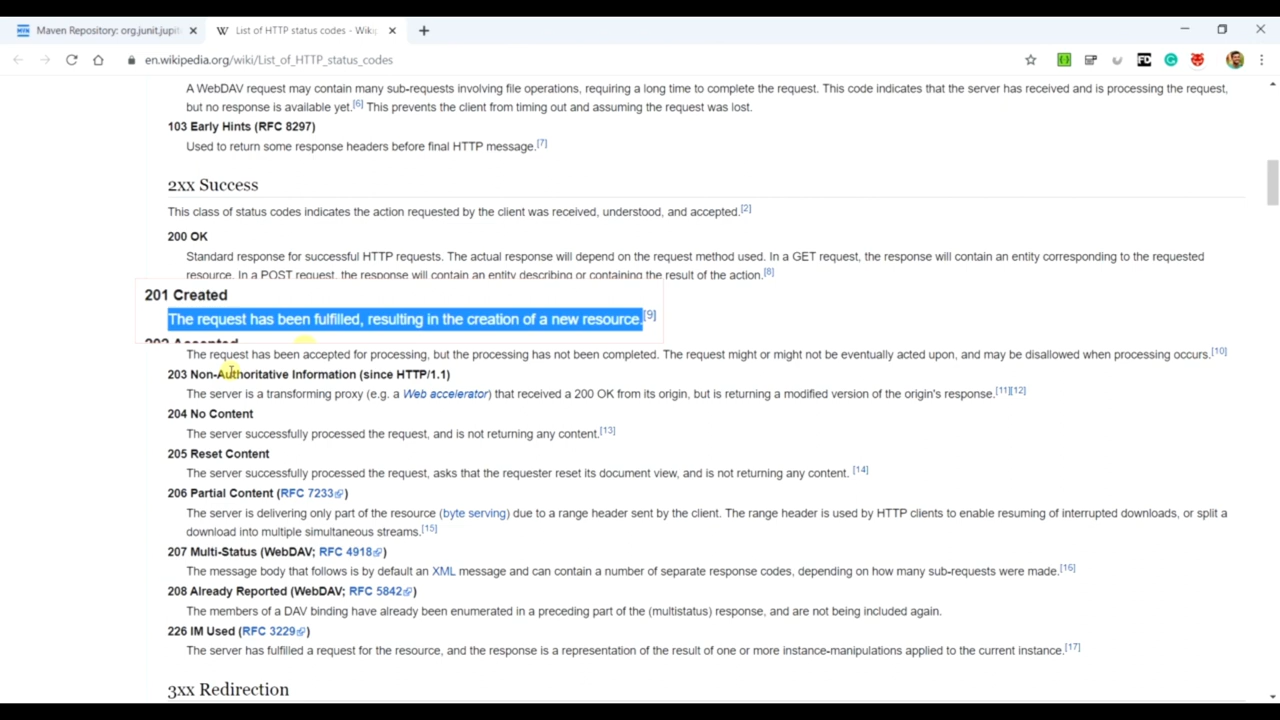 Maven Repository: org.junit.jupit
List of HTTP status codes - Wiki
en.wikipedia.org/wiki/List_of_HTTP_status_codes
A WebDAV request may contain many sub-requests involving file operations, requiring a long time to complete the request. This code indicates that the server has received and is processing the request,
but no response is available yet.[6] This prevents the client from timing out and assuming the request was lost.
103 Early Hints (RFC 8297)
Used to return some response headers before final HTTP message.[7]
2xx Success
This class of status codes indicates the action requested by the client was received, understood, and accepted.[2]
200 OK
Standard response for successful HTTP requests. The actual response will depend on the request method used. In a GET request, the response will contain an entity corresponding to the requested
resource. In a POST request, the response will contain an entity describing or containing the result of the action.[8]
201 Created
The request has been fulfilled, resulting in the creation of a new resource.[9]
202 Accepted
The request has been accepted for processing, but the processing has not been completed. The request might or might not be eventually acted upon, and may be disallowed when processing occurs.[10]
203 Non-Authoritative Information (since HTTP/1.1)
The server is a transforming proxy (e.g. a Web accelerator) that received a 200 OK from its origin, but is returning a modified version of the origin's response.[11][12]
204 No Content
The server successfully processed the request, and is not returning any content.[13]
205 Reset Content
The server successfully processed the request, asks that the requester reset its document view, and is not returning any content. [14]
206 Partial Content (RFC 7233)
The server is delivering only part of the resource (byte serving) due to a range header sent by the client. The range header is used by HTTP clients to enable resuming of interrupted downloads, or split a
download into multiple simultaneous streams.[15]
207 Multi-Status (WebDAV; RFC 4918)
The message body that follows is by default an XML message and can contain a number of separate response codes, depending on how many sub-requests were made.[16]
208 Already Reported (WebDAV; RFC 5842)
The members of a DAV binding have already been enumerated in a preceding part of the (multistatus) response, and are not being included again.
226 IM Used (RFC 3229)
The server has fulfilled a request for the resource, and the response is a representation of the result of one or more instance-manipulations applied to the current instance.[17]
3xx Redirection